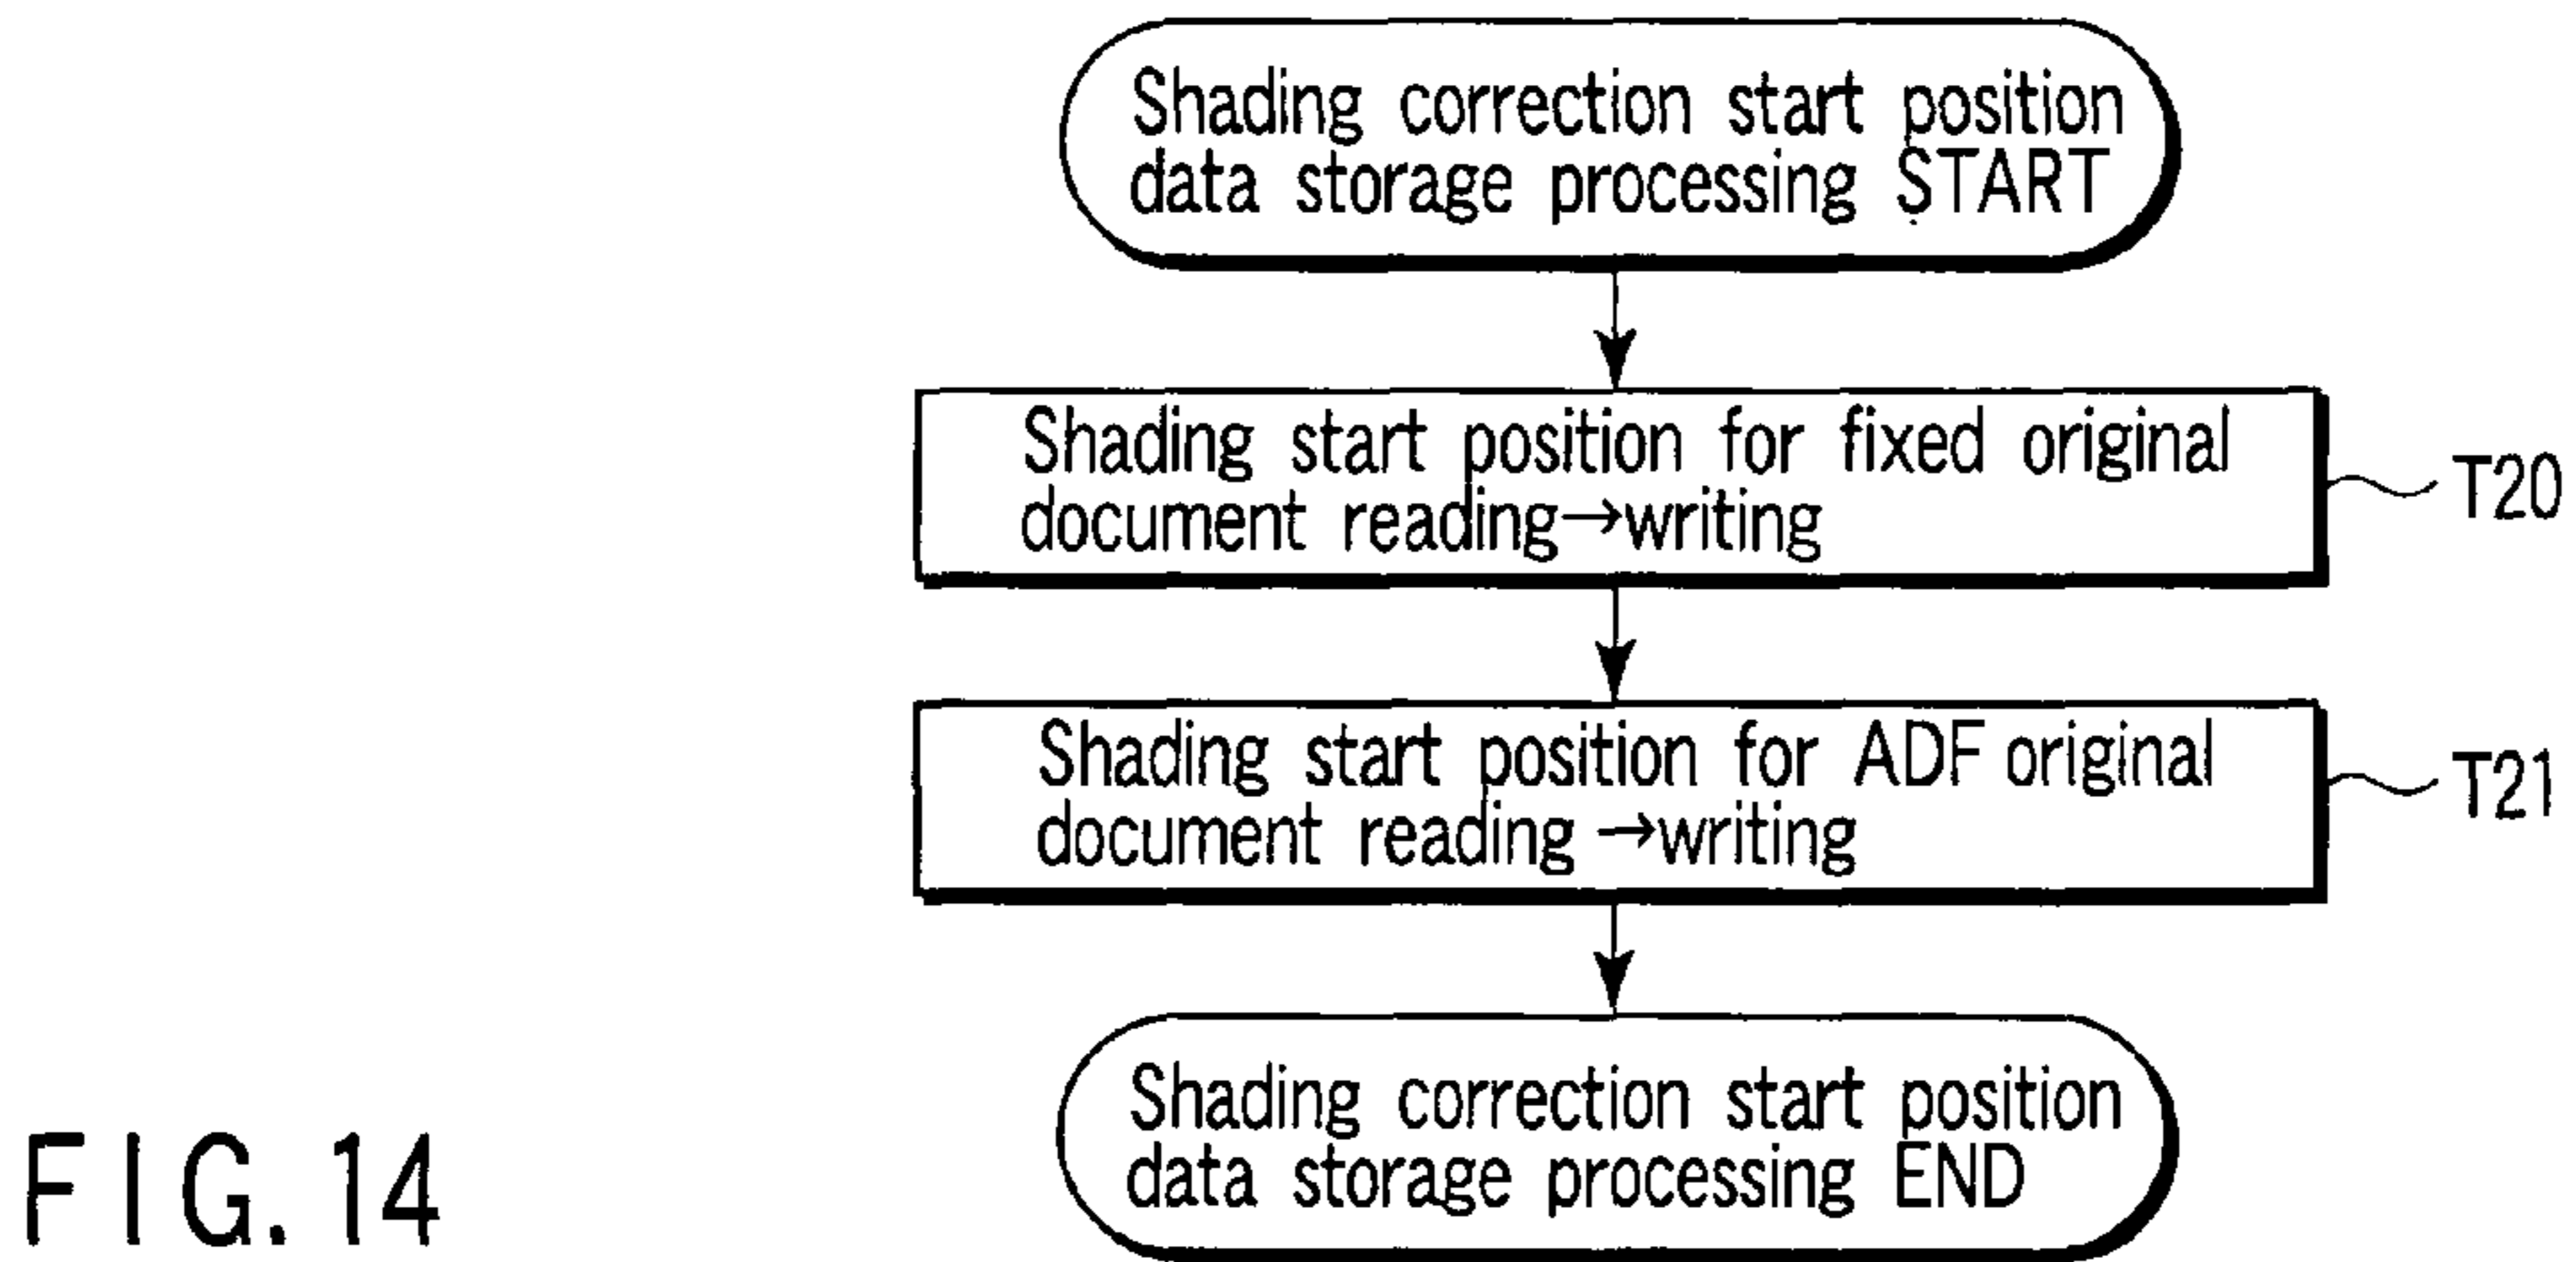 Shading correction start position
data storage processing START
Shading start position for fixed original
document reading→writing
T20
Shading start position for ADF original
document reading →writing
T21
Shading correction start position
data storage processing END
FIG.14